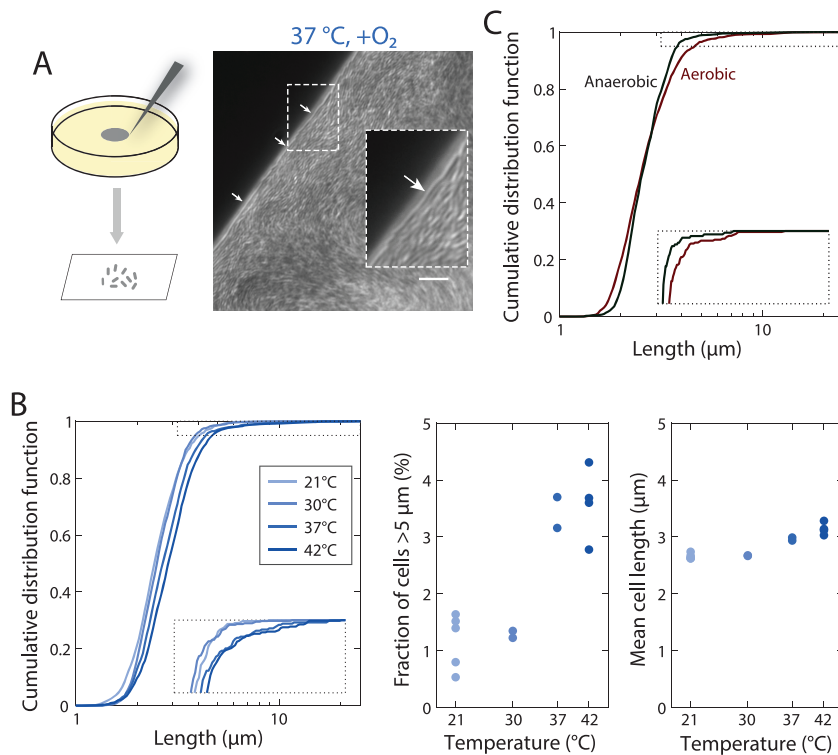 A
37 °C, +O₂
C
Cumulative distribution function
1
0.8
0.6
0.4
0.2
0
Anaerobic
Aerobic
1
10
Length (μm)
B
Cumulative distribution function
1
0.8
0.6
0.4
0.2
0
21°C
30°C
37°C
42°C
1
10
Length (μm)
Fraction of cells >5 μm (%)
5
4
3
2
1
0
21
30
37
42
Temperature (°C)
Mean cell length (μm)
5
4
3
2
1
0
21
30
37
42
Temperature (°C)